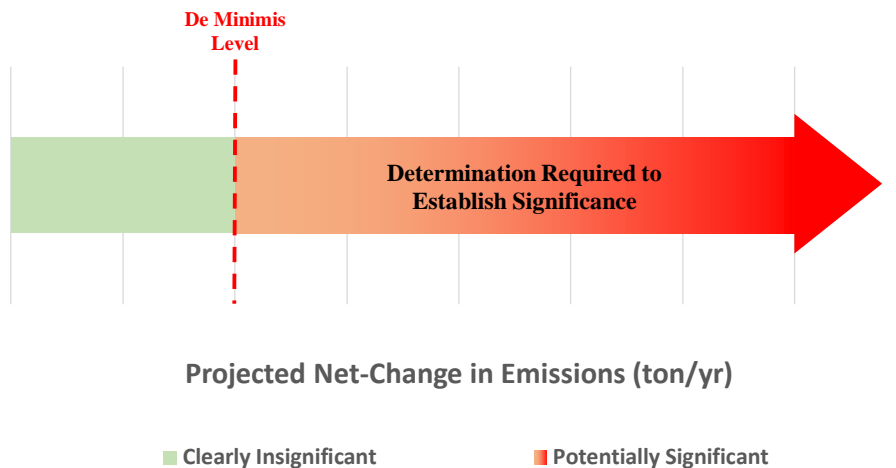 De Minimis
Level
Determination Required to
Establish Significance
Projected Net-Change in Emissions (ton/yr)
Clearly Insignificant
Potentially Significant